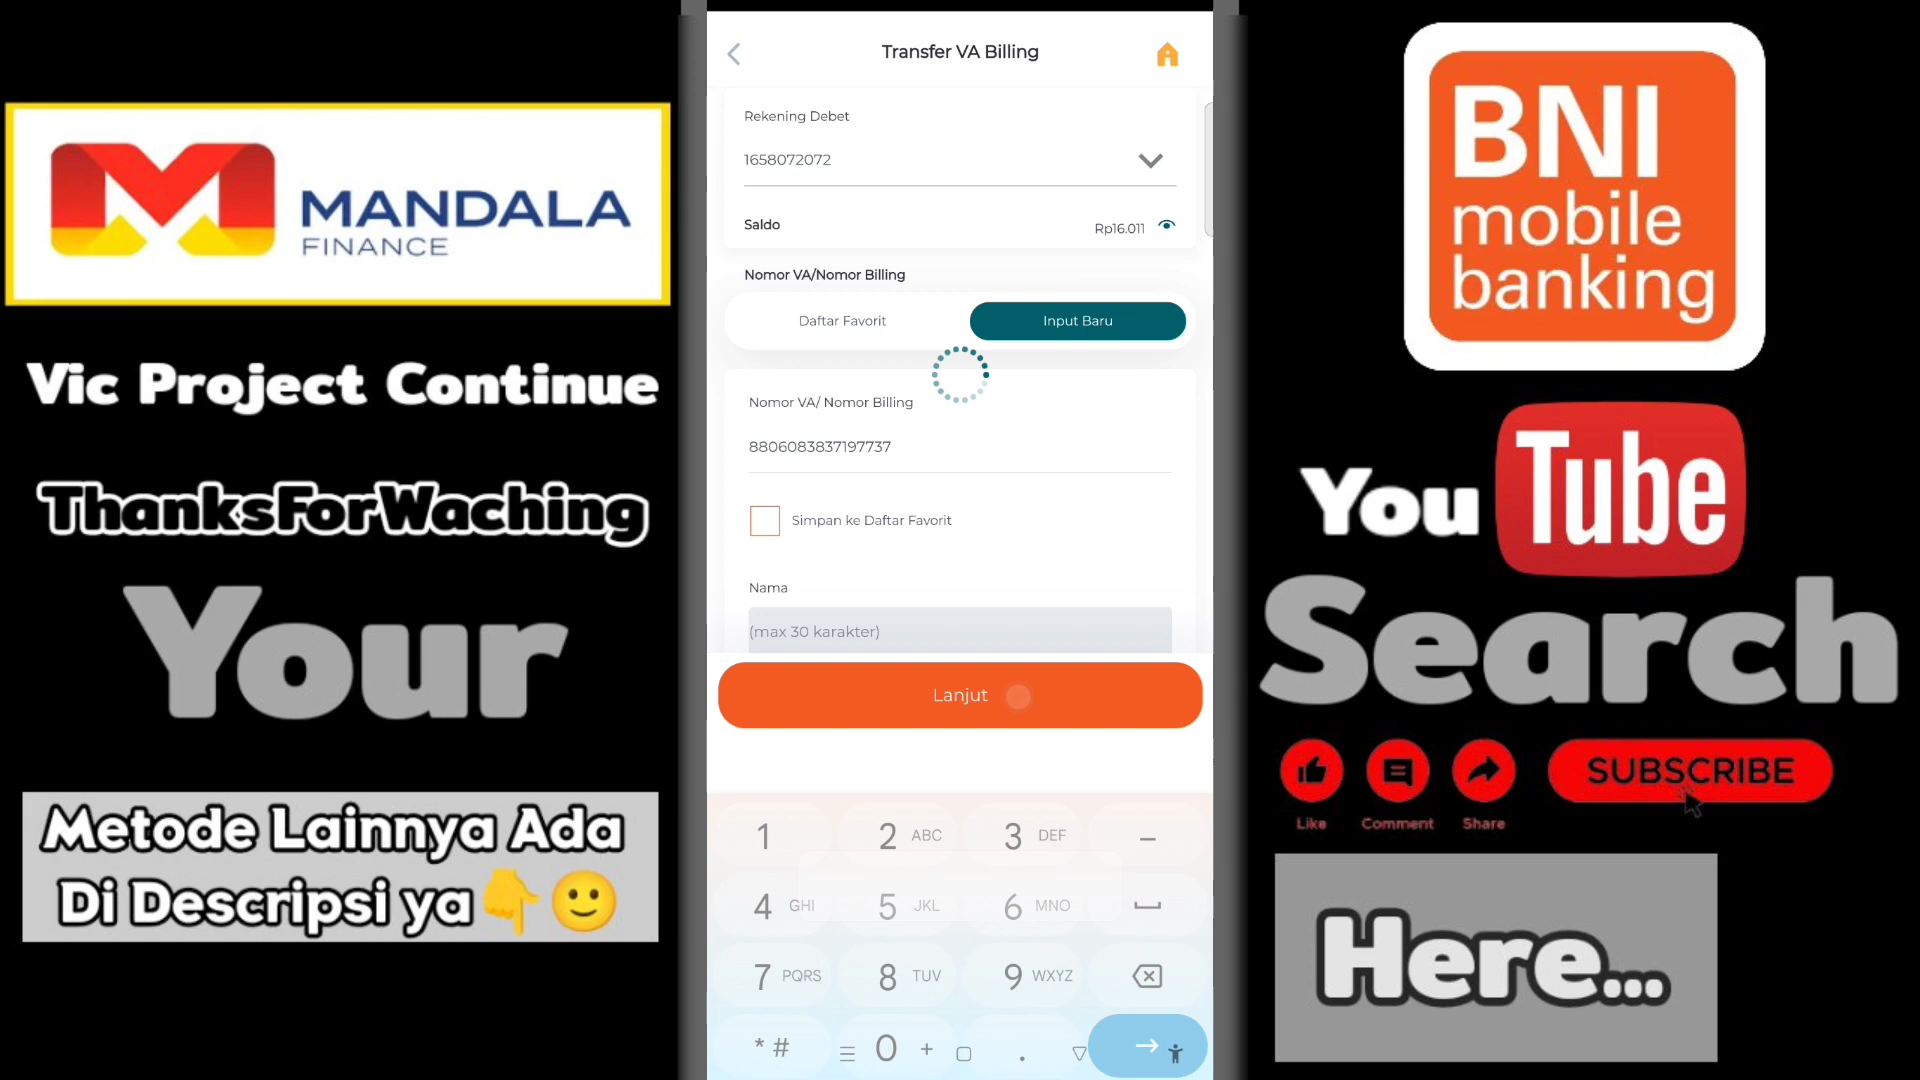 MANDALA
FINANCE
Vic Project Continue
ThanksForWaching
Your
Metode Lainnya Ada
Di Descripsi ya👇🙂
Transfer VA Billing
Rekening Debet
1658072072
Saldo
Rp16.011
Nomor VA/Nomor Billing
Daftar Favorit
Input Baru
Nomor VA/ Nomor Billing
8806083837197737
Simpan ke Daftar Favorit
Nama
(max 30 karakter)
Lanjut
1 2 ABC 3 DEF –
4 GHI 5 JKL 6 MNO
7 PQRS 8 TUV 9 WXYZ
* # 0 + .
BNI
mobile
banking
You Tube
Search
SUBSCRIBE
Like Comment Share
Here...